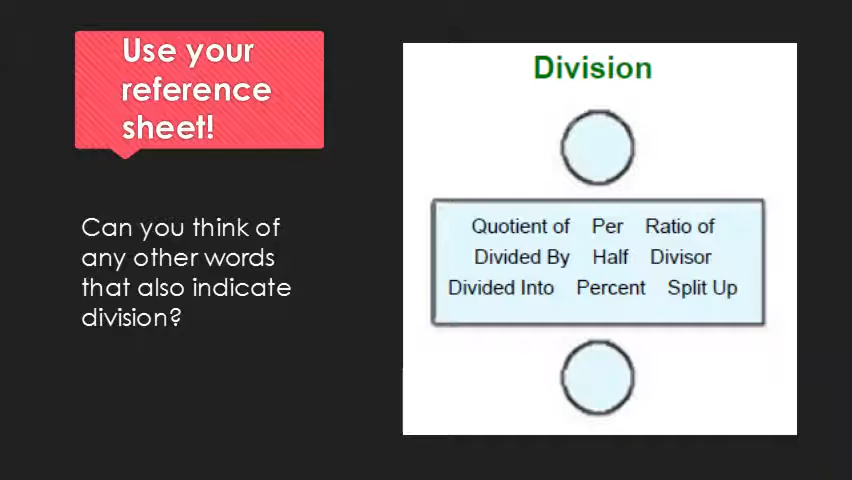 Use your
reference
sheet!
Can you think of
any other words
that also indicate
division?
Division
Quotient of Per Ratio of
Divided By Half Divisor
Divided Into Percent Split Up